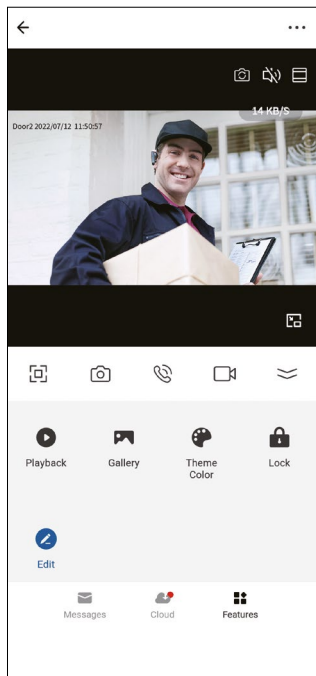 14 KB/S
Door2 2022/07/12 11:50:57
Playback
Gallery
Theme
Color
Lock
Edit
Messages
Cloud
Features